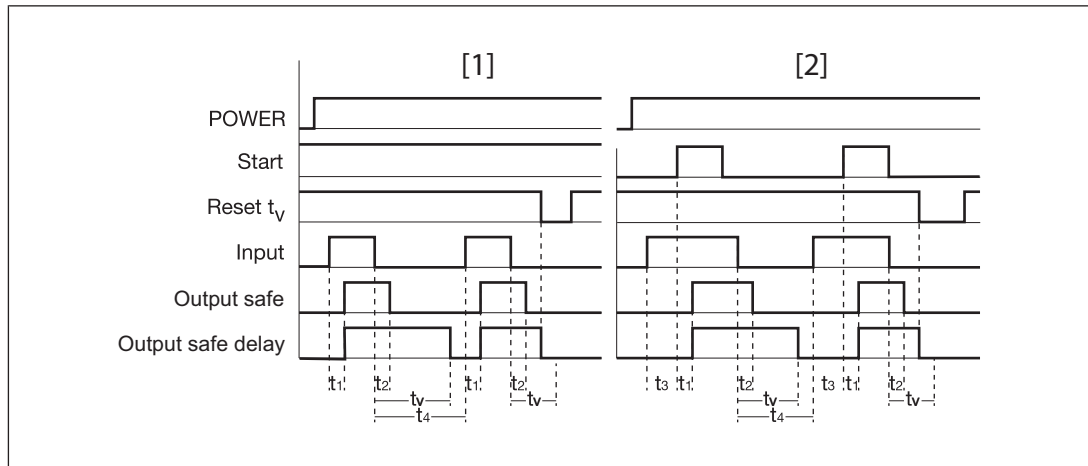 [1] [2]
POWER
Start
Reset tV
Input
Output safe
Output safe delay
t1 t2 t1 t2 t3 t1 t2 t3 t1 t2
tv tv tv tv
t4 t4